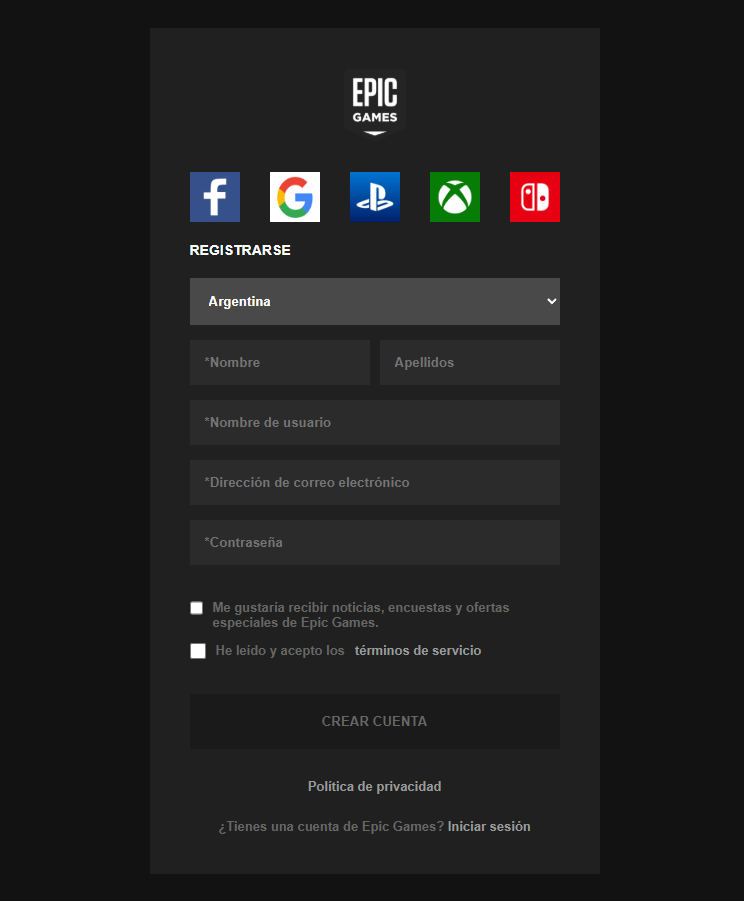 EPIC
GAMES
REGISTRARSE
Argentina
*Nombre
Apellidos
*Nombre de usuario
*Dirección de correo electrónico
*Contraseña
Me gustaría recibir noticias, encuestas y ofertas
especiales de Epic Games.
He leído y acepto los términos de servicio
CREAR CUENTA
Política de privacidad
¿Tienes una cuenta de Epic Games? Iniciar sesión